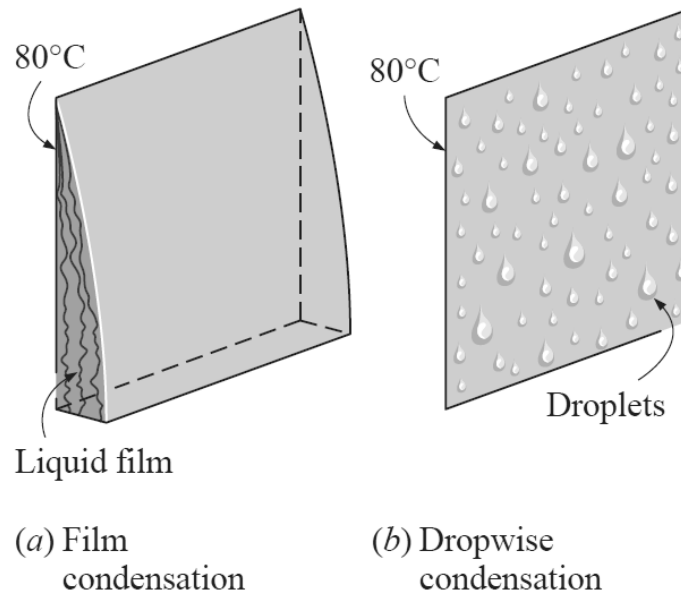 80°C
Liquid film
(a) Film
condensation
80°C
Droplets
(b) Dropwise
condensation